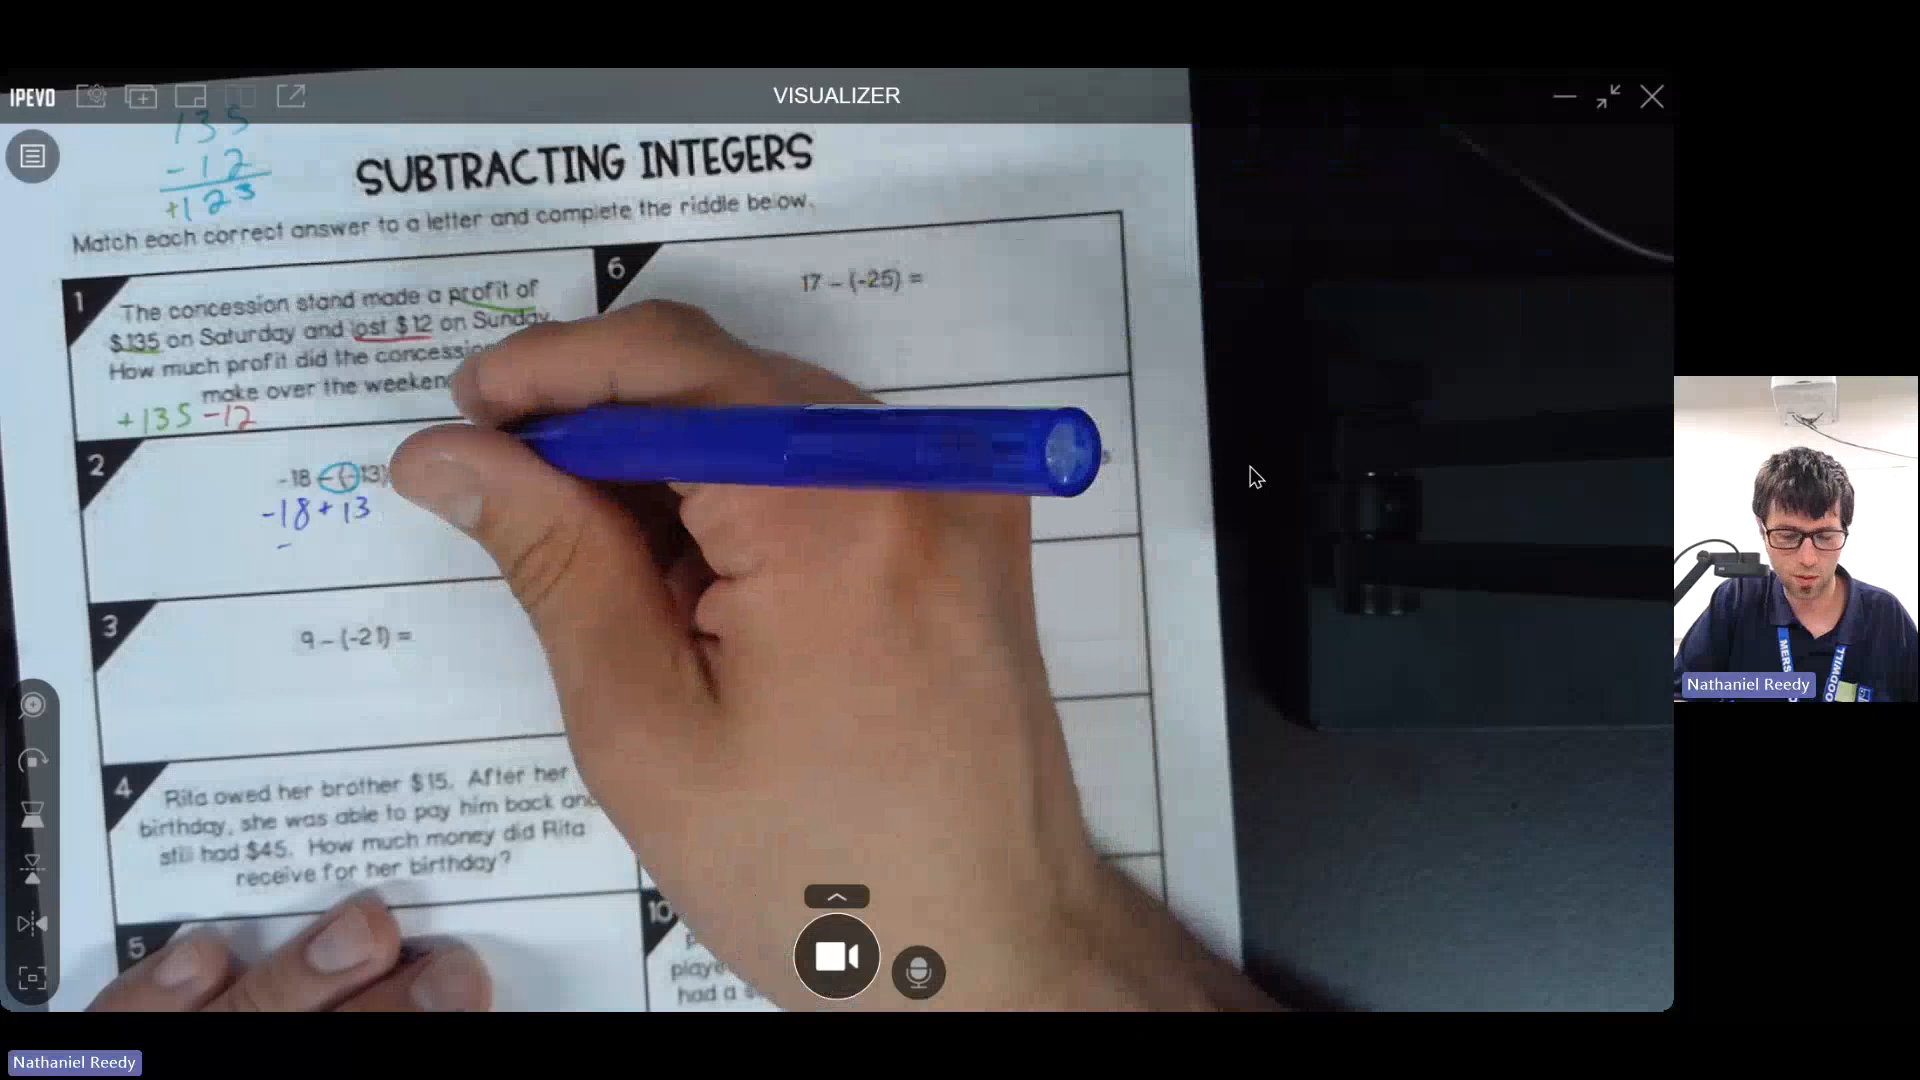 IPEVO
VISUALIZER
135
-12
+123
SUBTRACTING INTEGERS
Match each correct answer to a letter and complete the riddle below.
1
The concession stand made a profit of
$135 on Saturday and lost $12 on Sunday.
How much profit did the concession
make over the weekend
+135 -12
2
-18 - (-13)
-18 + 13
-
3
9 - (-21) =
4
Rita owed her brother $15. After her
birthday, she was able to pay him back and
still had $45. How much money did Rita
receive for her birthday?
5
6
17 - (-25) =
10
had a
MERS
OODWILL
Nathaniel Reedy
Nathaniel Reedy